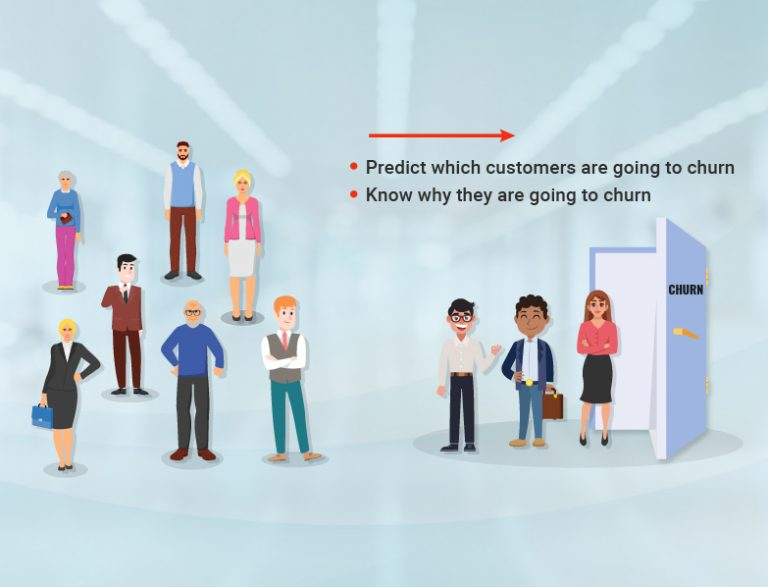 Predict which customers are going to churn
Know why they are going to churn
CHURN